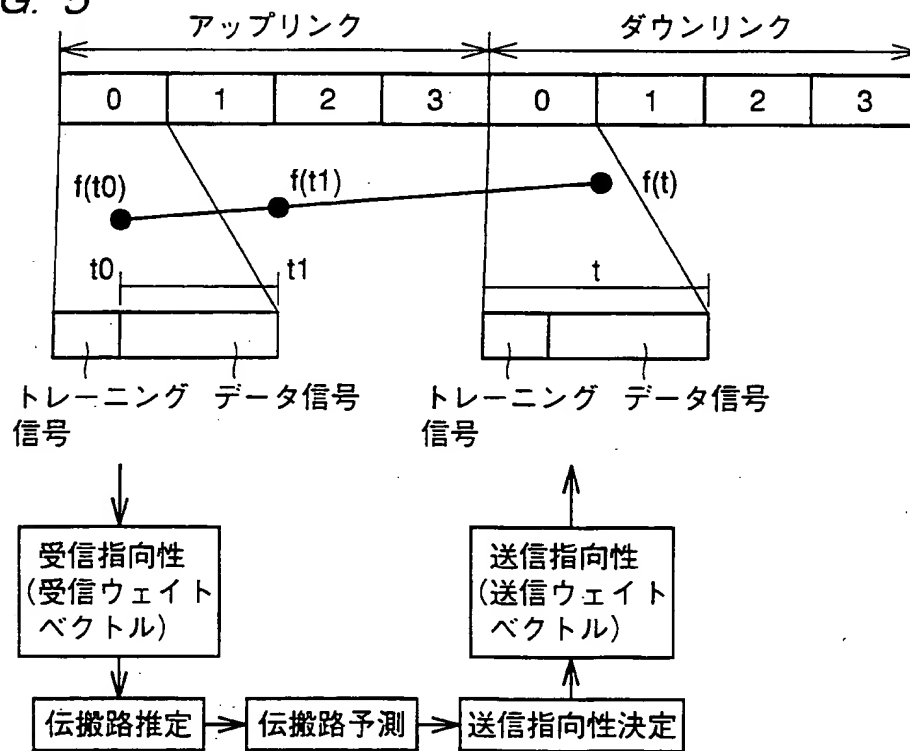 G. 5
アップリンク ダウンリンク
0 1 2 3 0 1 2 3
f(t0) f(t1) f(t)
t0 t1 t
トレーニング データ信号 トレーニング データ信号
信号 信号
受信指向性 送信指向性
(受信ウェイト (送信ウェイト
ベクトル) ベクトル)
伝搬路推定 伝搬路予測 送信指向性決定